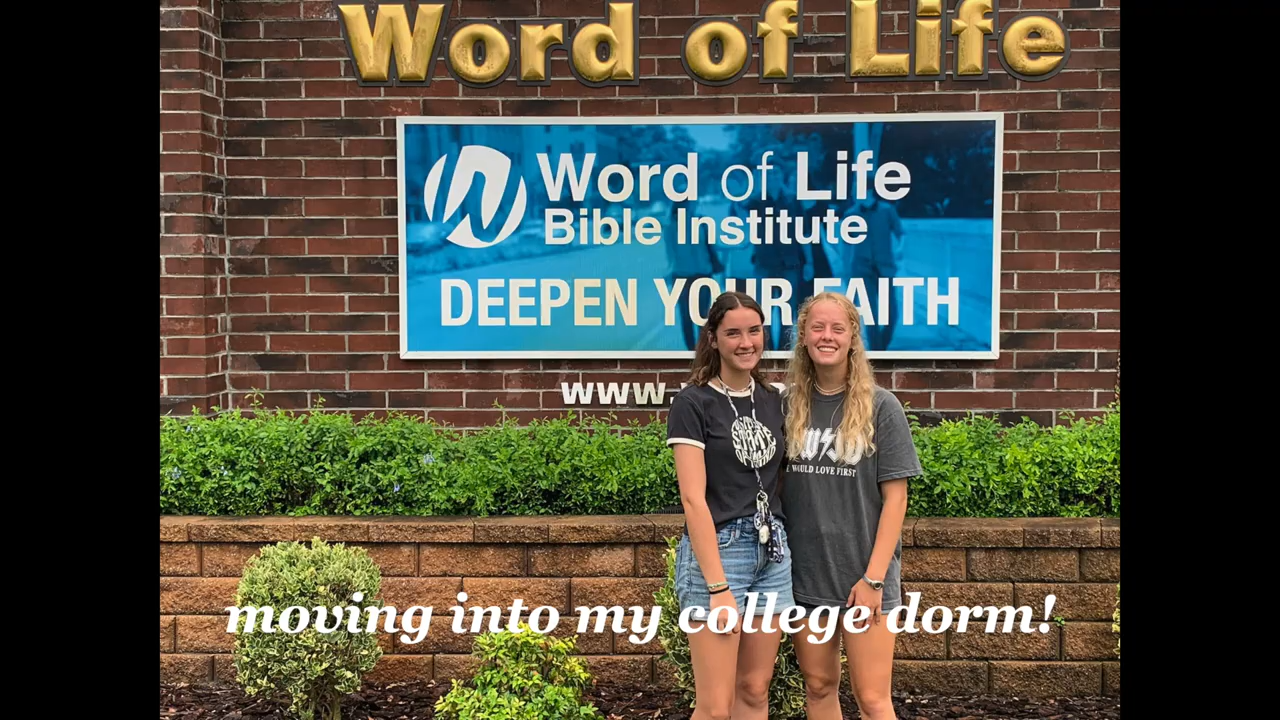 Word of Life
Word of Life
Bible Institute
DEEPEN YOUR FAITH
www.
WOULD LOVE FIRST
moving into my college dorm!